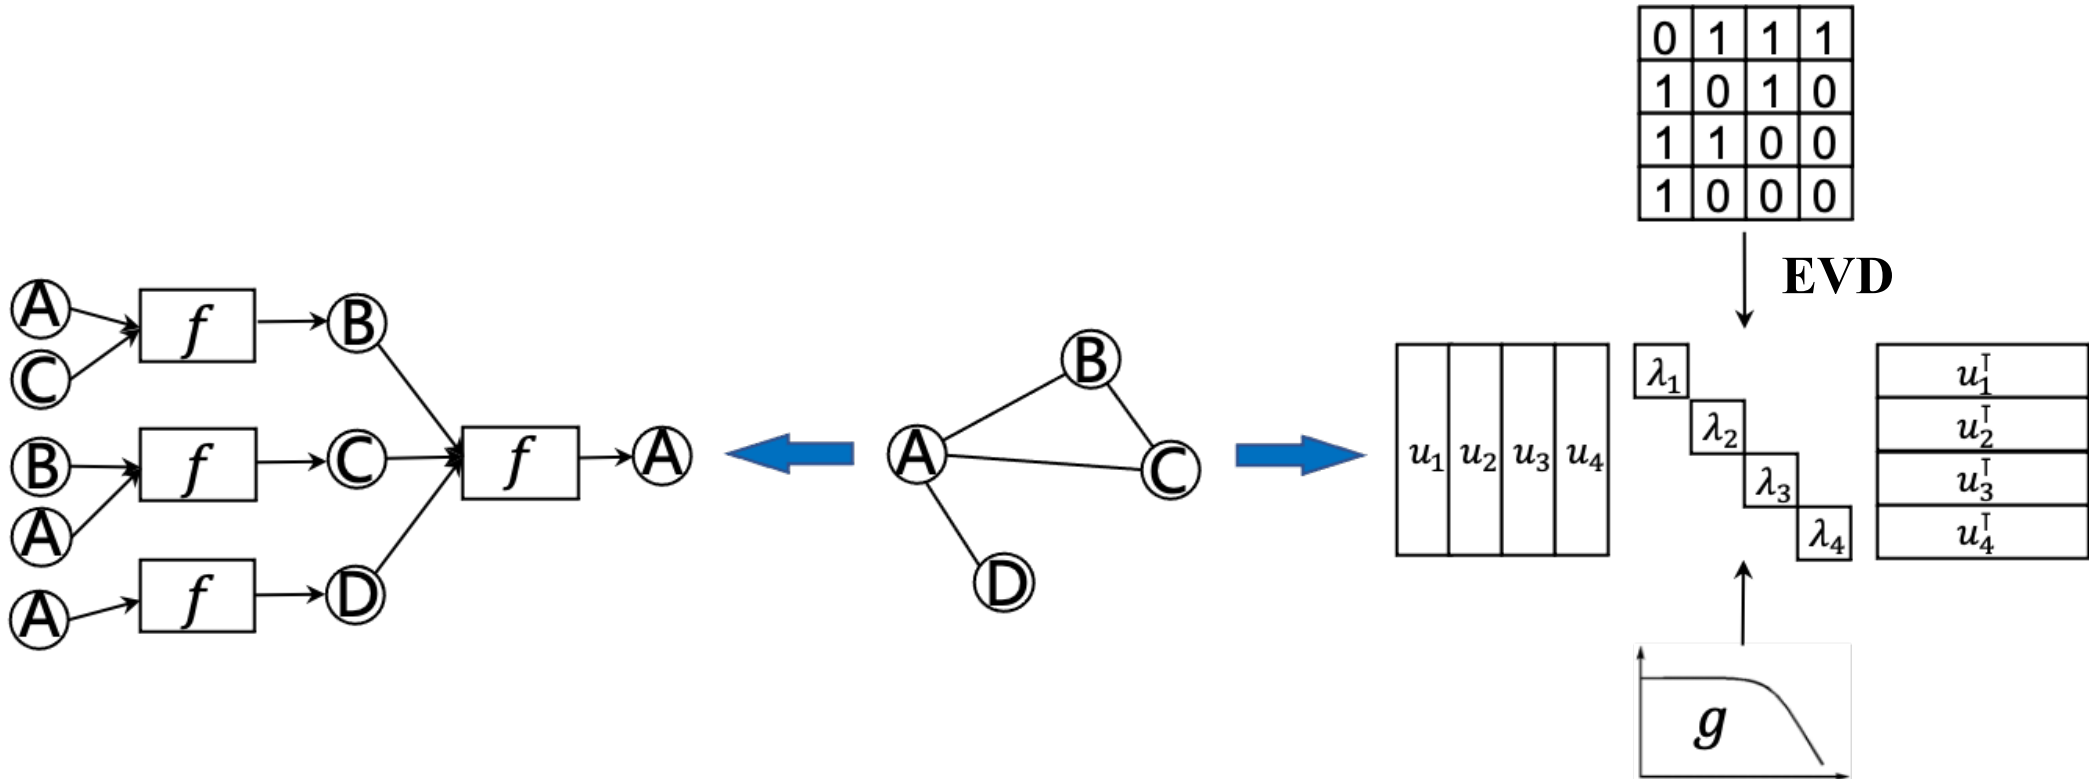 A
C
f
B
B
A
f
C
A
f
D
f
A
A
B
C
D
0 1 1 1
1 0 1 0
1 1 0 0
1 0 0 0
EVD
u₁ u₂ u₃ u₄
λ₁
λ₂
λ₃
λ₄
u₁ᵀ
u₂ᵀ
u₃ᵀ
u₄ᵀ
g